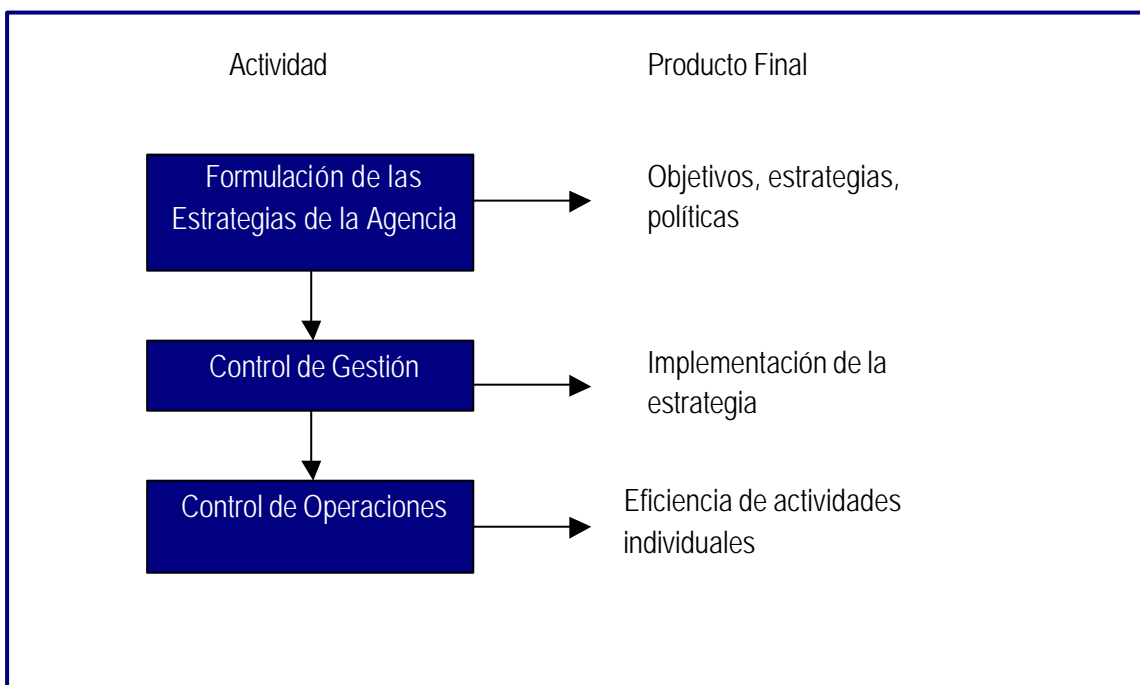 Actividad
Producto Final
Formulación de las
Estrategias de la Agencia
Objetivos, estrategias,
políticas
Control de Gestión
Implementación de la
estrategia
Control de Operaciones
Eficiencia de actividades
individuales